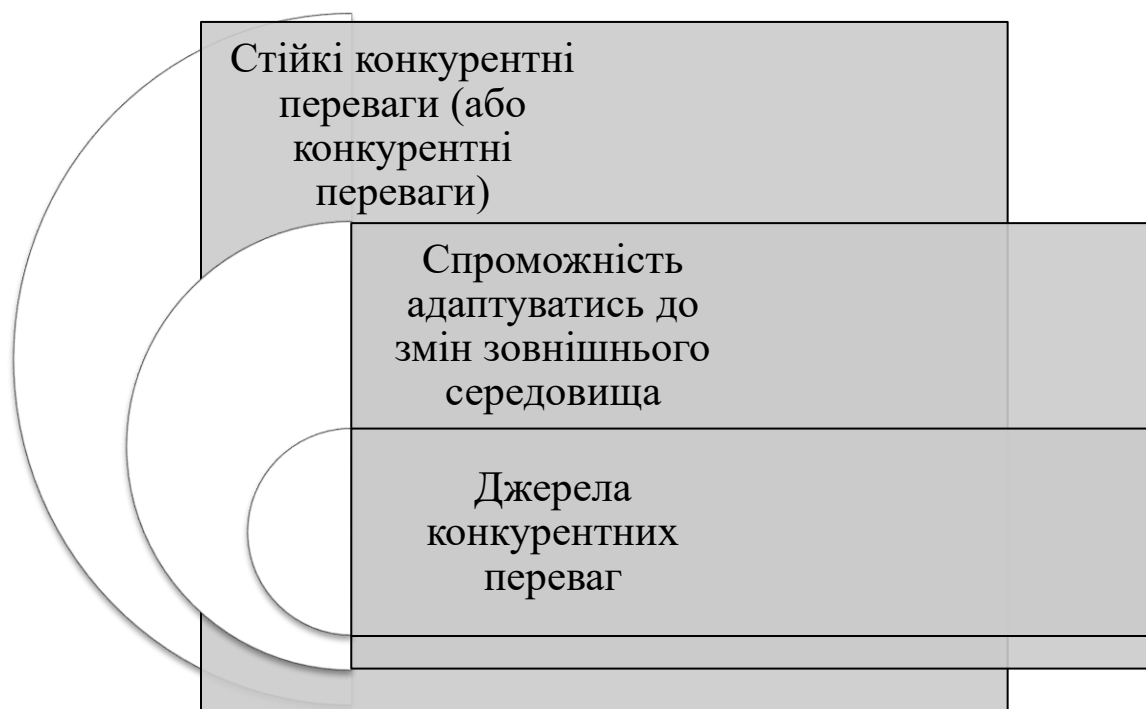 Стійкі конкурентні
переваги (або
конкурентні
переваги)
Спроможність
адаптуватись до
змін зовнішнього
середовища
Джерела
конкурентних
переваг